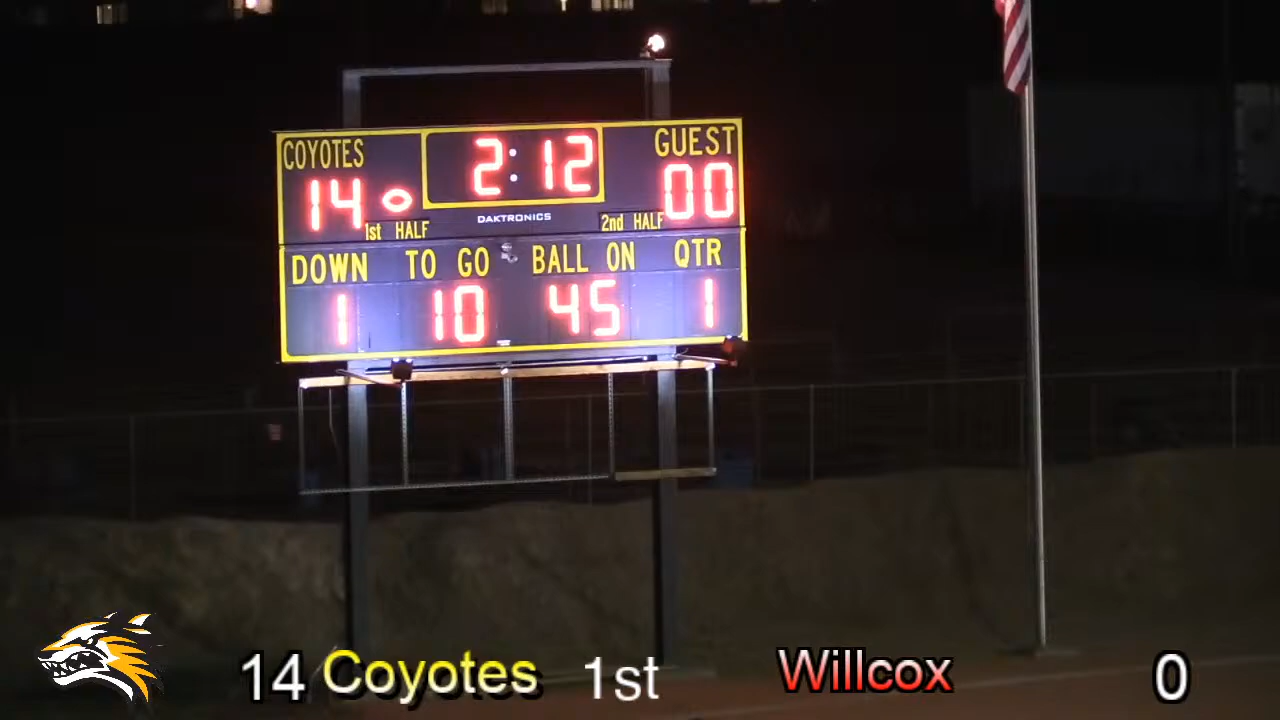 COYOTES 2:12 GUEST
14 00
1st HALF DAKTRONICS 2nd HALF
DOWN TO GO BALL ON QTR
1 10 45 1
14 Coyotes 1st Willcox 0